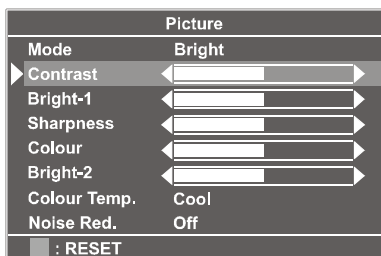 Picture
Mode Bright
Contrast
Bright-1
Sharpness
Colour
Bright-2
Colour Temp. Cool
Noise Red. Off
: RESET